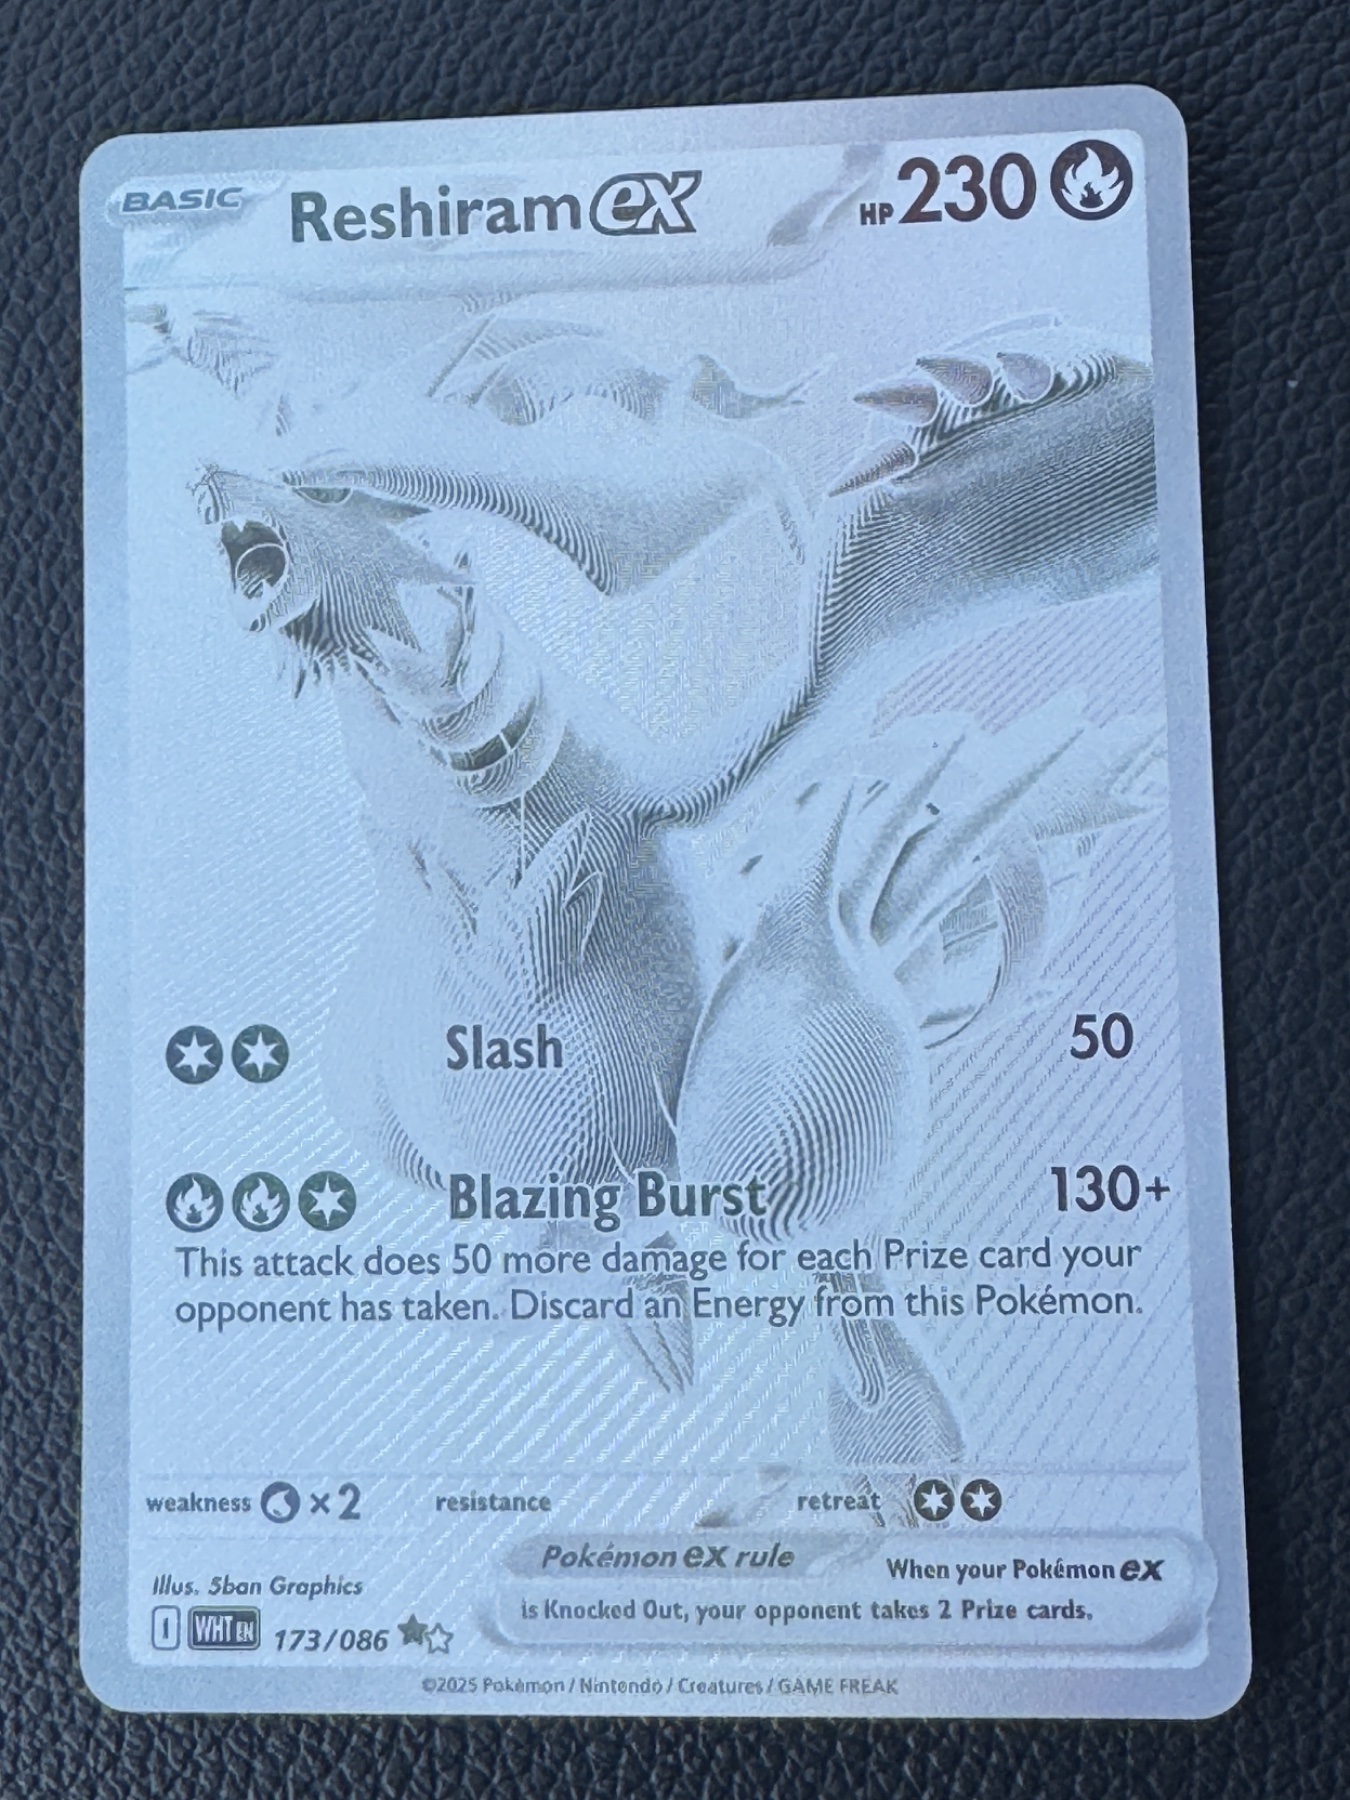 BASIC Reshiram ex HP 230
Slash 50
Blazing Burst 130+
This attack does 50 more damage for each Prize card your
opponent has taken. Discard an Energy from this Pokémon.
weakness ×2 resistance retreat
Pokémon ex rule When your Pokémon ex
is Knocked Out, your opponent takes 2 Prize cards.
Illus. 5ban Graphics
I WHT EN 173/086
©2025 Pokémon / Nintendo / Creatures / GAME FREAK